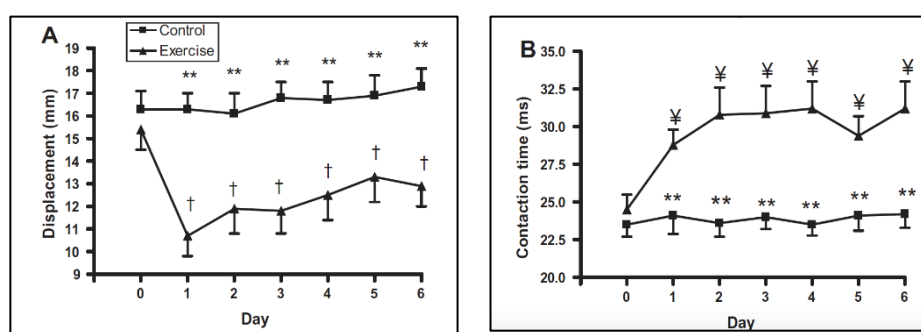 A
Control
Exercise
** ** ** ** ** **
† † † † † †
Displacement (mm)
19
18
17
16
15
14
13
12
11
10
9
0 1 2 3 4 5 6
Day
B
¥ ¥ ¥ ¥ ¥ ¥
** ** ** ** ** **
Contaction time (ms)
35.0
32.5
30.0
27.5
25.0
22.5
20.0
0 1 2 3 4 5 6
Day